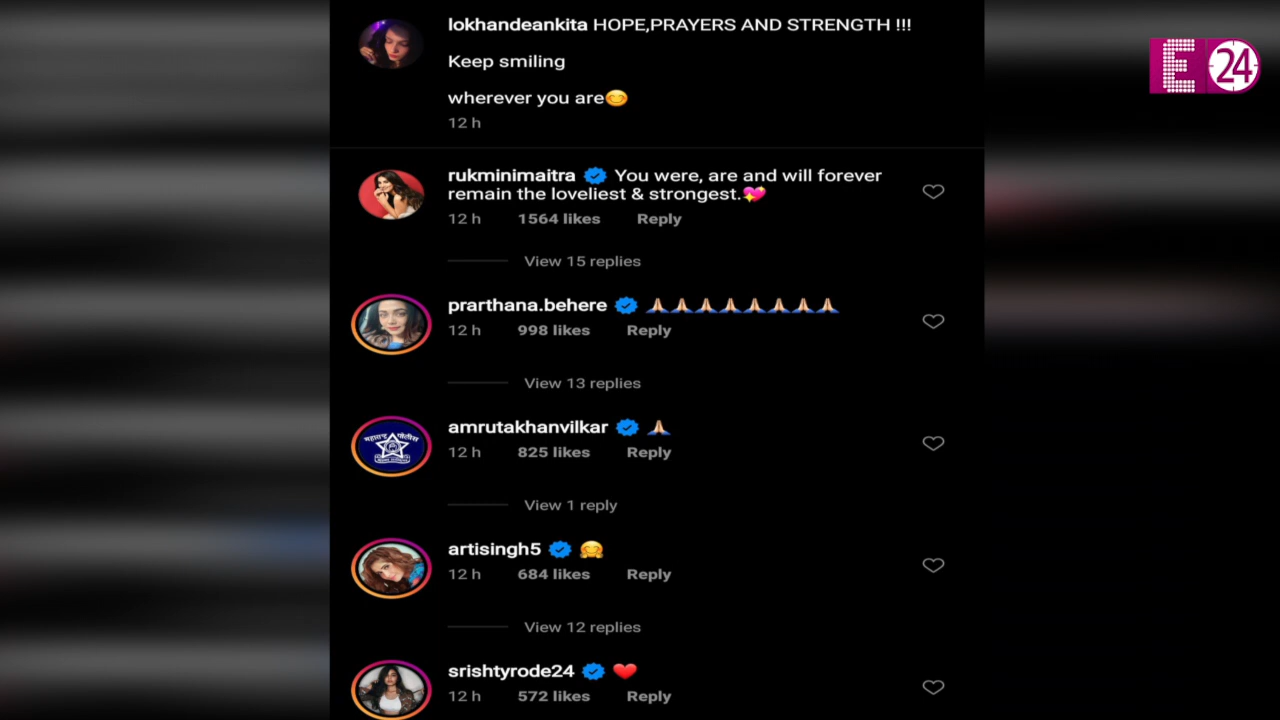 lokhandeankita HOPE,PRAYERS AND STRENGTH !!!
Keep smiling
wherever you are😊
12 h
rukminimaitra You were, are and will forever
remain the loveliest & strongest.💖
12 h 1564 likes Reply
View 15 replies
prarthana.behere 🙏🙏🙏🙏🙏🙏🙏🙏
12 h 998 likes Reply
View 13 replies
amrutakhanvilkar 🙏
महाराष्ट्र पोलीस
12 h 825 likes Reply
View 1 reply
artisingh5 🤗
12 h 684 likes Reply
View 12 replies
srishtyrode24 ❤️
12 h 572 likes Reply
E 24